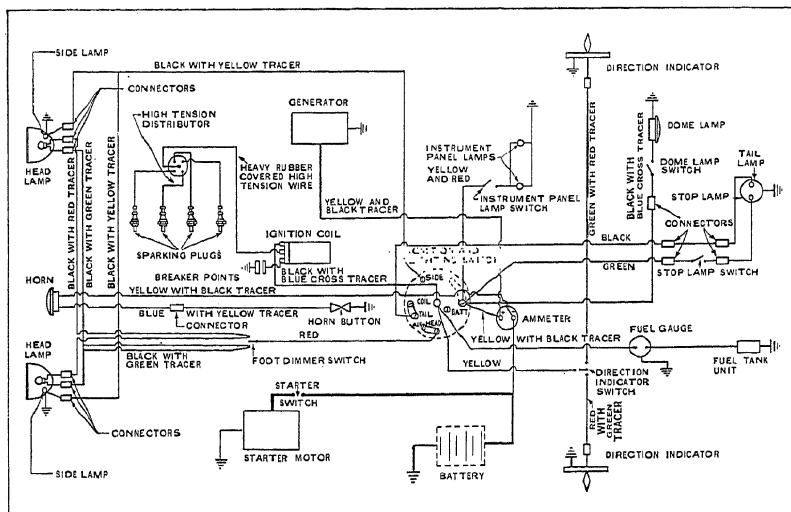 SIDE LAMP
BLACK WITH YELLOW TRACER
DIRECTION INDICATOR
CONNECTORS
GENERATOR
HIGH TENSION
DISTRIBUTOR
DOME LAMP
INSTRUMENT
PANEL LAMPS
YELLOW
AND RED
HEAD
LAMP
HEAVY RUBBER
COVERED HIGH
TENSION WIRE
DOME LAMP
SWITCH
TAIL
LAMP
INSTRUMENT PANEL
LAMP SWITCH
STOP LAMP
YELLOW AND
BLACK TRACER
BLACK WITH RED TRACER
BLACK WITH GREEN TRACER
BLACK WITH YELLOW TRACER
GREEN WITH RED TRACER
BLACK WITH
BLUE CROSS TRACER
CONNECTORS
SPARKING PLUGS
IGNITION COIL
BLACK
GREEN
STOP LAMP SWITCH
BREAKER POINTS
BLACK WITH
BLUE CROSS TRACER
SWITCH
SIDE
COIL
BATT
TAIL
HEAD
HORN
YELLOW WITH BLACK TRACER
BLUE WITH YELLOW TRACER
CONNECTOR
HORN BUTTON
AMMETER
YELLOW WITH BLACK TRACER
FUEL GAUGE
RED
HEAD
LAMP
BLACK WITH
GREEN TRACER
FOOT DIMMER SWITCH
YELLOW
DIRECTION
INDICATOR
SWITCH
FUEL TANK
UNIT
STARTER
SWITCH
RED
WITH
GREEN
TRACER
CONNECTORS
STARTER MOTOR
BATTERY
DIRECTION INDICATOR
SIDE LAMP